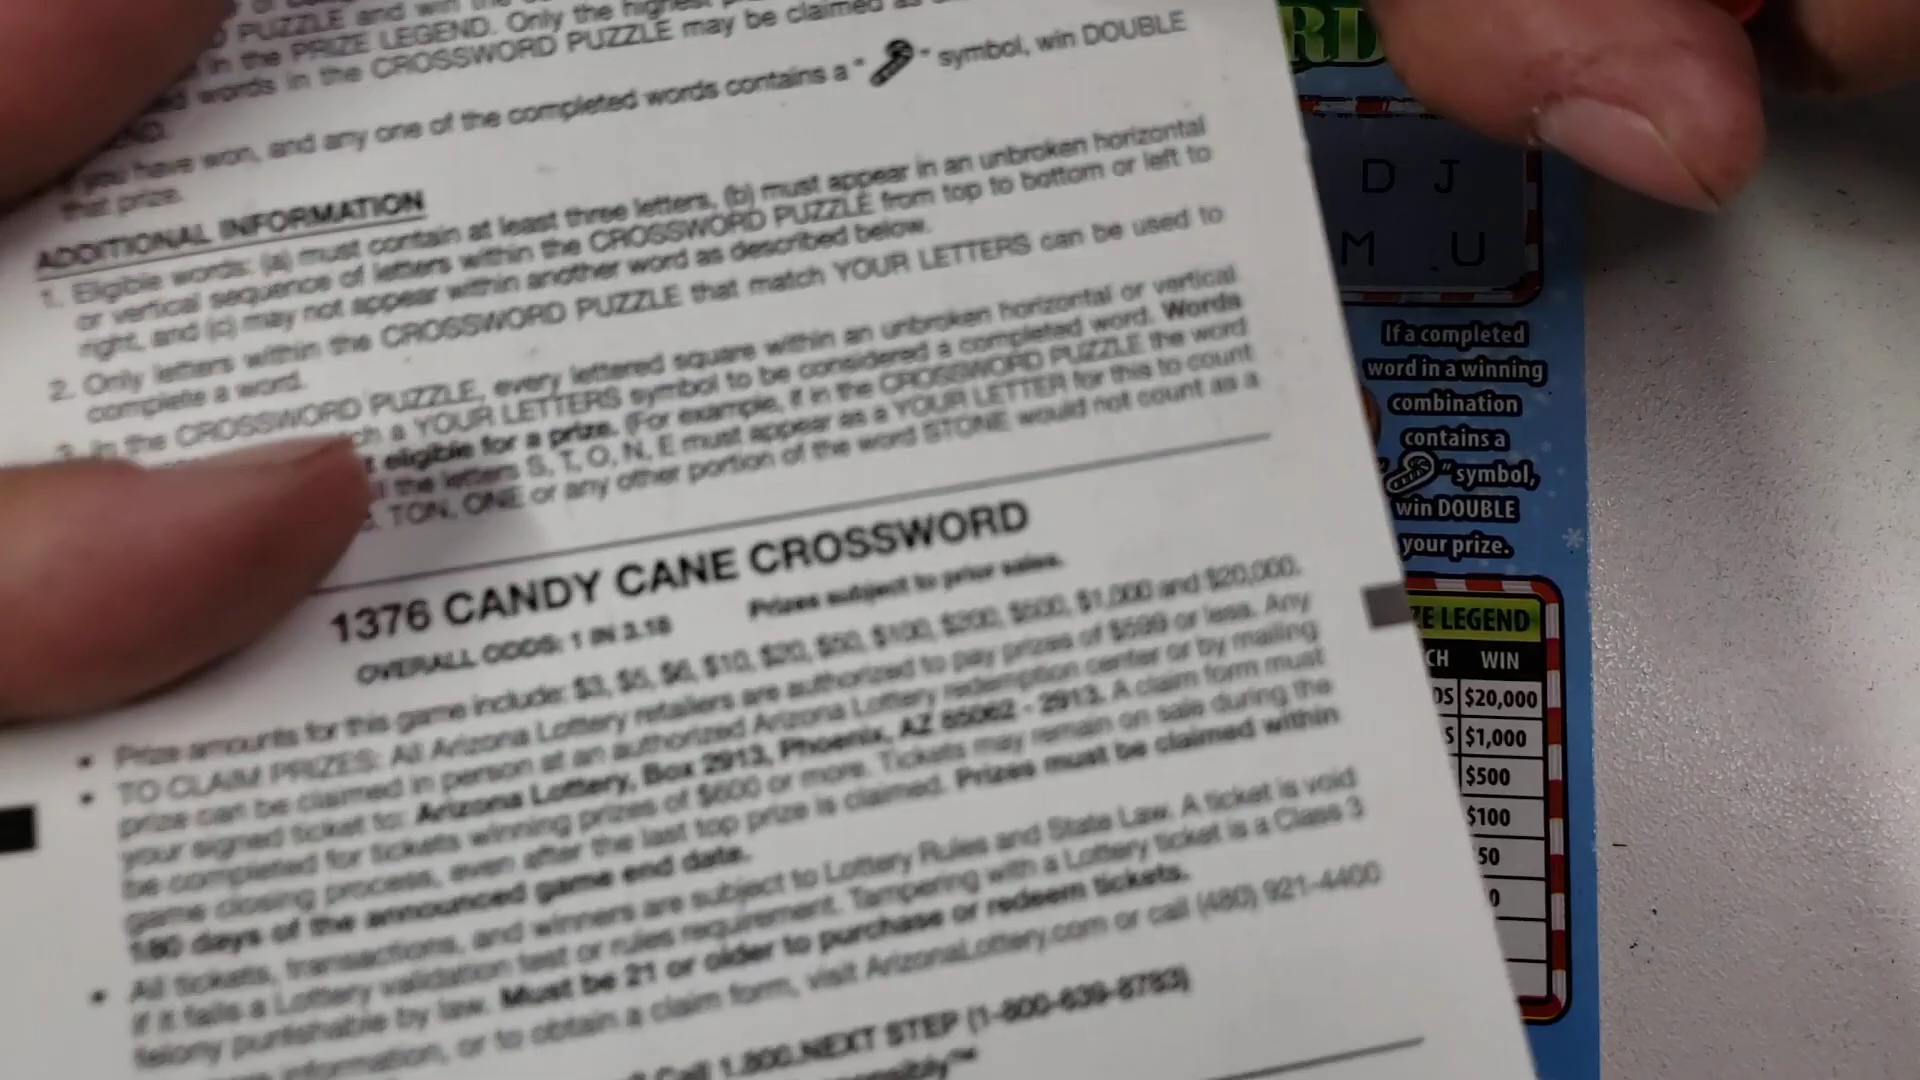 PUZZLE and win the
in the PRIZE LEGEND. Only the highest
words in the CROSSWORD PUZZLE may be claimed as
you have won, and any one of the completed words contains a " " symbol, win DOUBLE
that prize.
ADDITIONAL INFORMATION
1. Eligible words: (a) must contain at least three letters, (b) must appear in an unbroken horizontal
or vertical sequence of letters within the CROSSWORD PUZZLE from top to bottom or left to
right, and (c) may not appear within another word as described below.
2. Only letters within the CROSSWORD PUZZLE that match YOUR LETTERS can be used to
complete a word.
3. In the CROSSWORD PUZZLE, every lettered square within an unbroken horizontal or vertical
a YOUR LETTERS symbol to be considered a completed word. Words
eligible for a prize. (For example, if in the CROSSWORD PUZZLE the word
the letters S, T, O, N, E must appear as a YOUR LETTER for this to count
TON, ONE or any other portion of the word STONE would not count as a
1376 CANDY CANE CROSSWORD
OVERALL ODDS: 1 IN 3.18 Prizes subject to prior sales.
• Prize amounts for this game include: $3, $5, $6, $10, $20, $50, $100, $200, $500, $1,000 and $20,000.
• TO CLAIM PRIZES: All Arizona Lottery retailers are authorized to pay prizes of $599 or less. Any
prize can be claimed in person at an authorized Arizona Lottery redemption center or by mailing
your signed ticket to: Arizona Lottery, Box 2913, Phoenix, AZ 85062 - 2913. A claim form must
be completed for tickets winning prizes of $600 or more. Tickets may remain on sale during the
game closing process, even after the last top prize is claimed. Prizes must be claimed within
180 days of the announced game end date.
• All tickets, transactions, and winners are subject to Lottery Rules and State Law. A ticket is void
if it fails a Lottery validation test or rules requirement. Tampering with a Lottery ticket is a Class 3
felony punishable by law. Must be 21 or older to purchase or redeem tickets.
information, or to obtain a claim form, visit ArizonaLottery.com or call (480) 921-4400
Call 1.800.NEXT STEP (1-800-639-8783)
RD
D J
M U
If a completed
word in a winning
combination
contains a
" " symbol,
win DOUBLE
your prize.
ZE LEGEND
CH WIN
DS $20,000
S $1,000
$500
$100
50
0